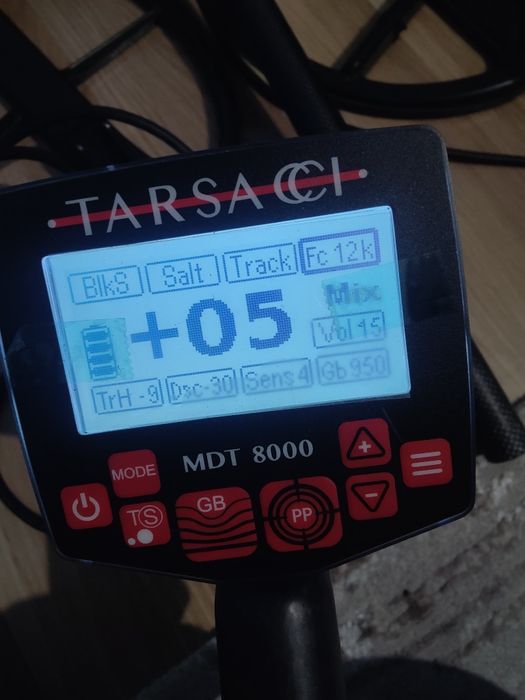 TARSACCI
BlkS Salt Track Fc 12k
+05 Mix
Vol 15
TrH -9 Dsc-30 Sens 4 Gb 950
MDT 8000
MODE
TS GB PP